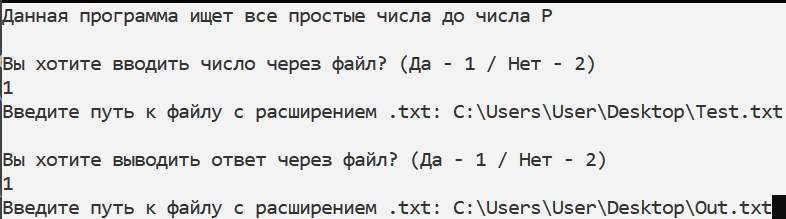 Данная программа ищет все простые числа до числа P
Вы хотите вводить число через файл? (Да - 1 / Нет - 2)
1
Введите путь к файлу с расширением .txt: C:\Users\User\Desktop\Test.txt
Вы хотите выводить ответ через файл? (Да - 1 / Нет - 2)
1
Введите путь к файлу с расширением .txt: C:\Users\User\Desktop\Out.txt